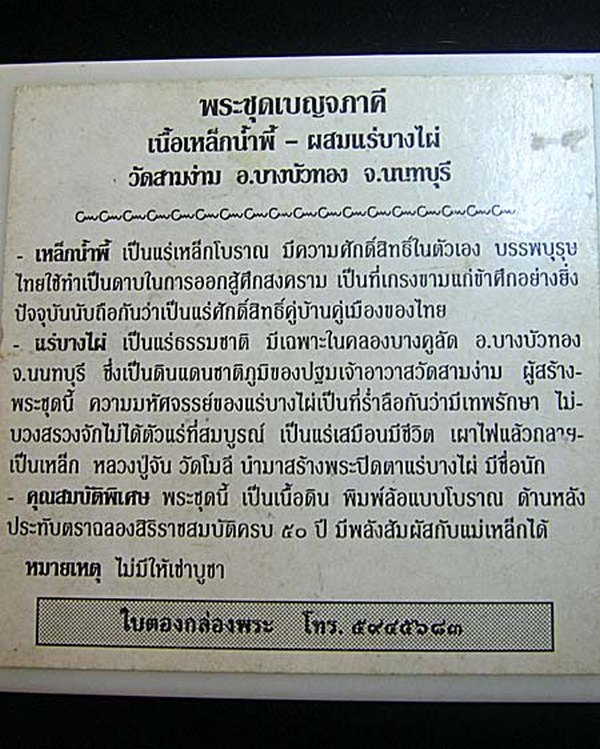 พระชุดเบญจภาคี
เนื้อเหล็กน้ำพี้ – ผสมแร่บางไผ่
วัดสามง่าม อ.บางบัวทอง จ.นนทบุรี
- เหล็กน้ำพี้ เป็นแร่เหล็กโบราณ มีความศักดิ์สิทธิ์ในตัวเอง บรรพบุรุษ
ไทยใช้ทำเป็นดาบในการออกสู้ศึกสงคราม เป็นที่เกรงขามแก่ข้าศึกอย่างยิ่ง
ปัจจุบันนับถือกันว่าเป็นแร่ศักดิ์สิทธิ์คู่บ้านคู่เมืองของไทย
- แร่บางไผ่ เป็นแร่ธรรมชาติ มีเฉพาะในคลองบางคูลัด อ.บางบัวทอง
จ.นนทบุรี ซึ่งเป็นดินแดนชาติภูมิของปฐมเจ้าอาวาสวัดสามง่าม ผู้สร้าง-
พระชุดนี้ ความมหัศจรรย์ของแร่บางไผ่เป็นที่ร่ำลือกันว่ามีเทพรักษา ไม่-
บวงสรวงจักไม่ได้ตัวแร่ที่สมบูรณ์ เป็นแร่เสมือนมีชีวิต เผาไฟแล้วกลาย-
เป็นเหล็ก หลวงปู่จัน วัดโมลี นำมาสร้างพระปิดตาแร่บางไผ่ มีชื่อนัก
- คุณสมบัติพิเศษ พระชุดนี้ เป็นเนื้อดิน พิมพ์ล้อแบบโบราณ ด้านหลัง
ประทับตราฉลองสิริราชสมบัติครบ ๕๐ ปี มีพลังสัมผัสกับแม่เหล็กได้
หมายเหตุ ไม่มีให้เช่าบูชา
ใบตองกล่องพระ โทร. ๕๙๔๕๖๘๓